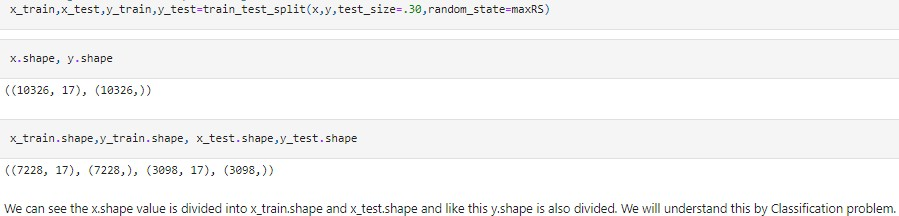 x_train,x_test,y_train,y_test=train_test_split(x,y,test_size=.30,random_state=maxRS)
x.shape, y.shape
((10326, 17), (10326,))
x_train.shape,y_train.shape, x_test.shape,y_test.shape
((7228, 17), (7228,), (3098, 17), (3098,))
We can see the x.shape value is divided into x_train.shape and x_test.shape and like this y.shape is also divided. We will understand this by Classification problem.